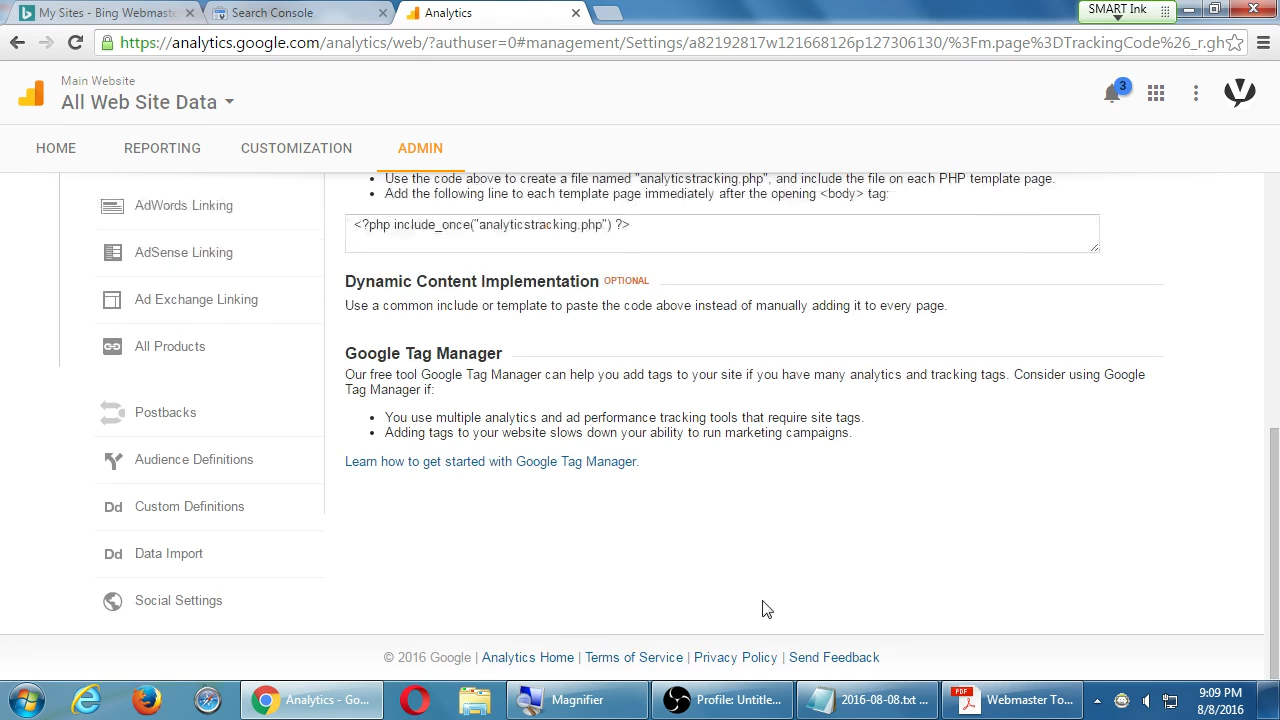 My Sites - Bing Webmaste
Search Console
Analytics
SMART Ink
https://analytics.google.com/analytics/web/?authuser=0#management/Settings/a82192817w121668126p127306130/%3Fm.page%3DTrackingCode%26_r.gh
Main Website
All Web Site Data
3
HOME
REPORTING
CUSTOMIZATION
ADMIN
• Use the code above to create a file named "analyticstracking.php", and include the file on each PHP template page.
• Add the following line to each template page immediately after the opening <body> tag:
AdWords Linking
<?php include_once("analyticstracking.php") ?>
AdSense Linking
Dynamic Content Implementation OPTIONAL
Ad Exchange Linking
Use a common include or template to paste the code above instead of manually adding it to every page.
All Products
Google Tag Manager
Our free tool Google Tag Manager can help you add tags to your site if you have many analytics and tracking tags. Consider using Google
Tag Manager if:
Postbacks
• You use multiple analytics and ad performance tracking tools that require site tags.
• Adding tags to your website slows down your ability to run marketing campaigns.
Audience Definitions
Learn how to get started with Google Tag Manager.
Dd Custom Definitions
Dd Data Import
Social Settings
© 2016 Google | Analytics Home | Terms of Service | Privacy Policy | Send Feedback
Analytics - Go...
Magnifier
Profile: Untitle...
2016-08-08.txt ...
PDF
Webmaster To...
9:09 PM
8/8/2016